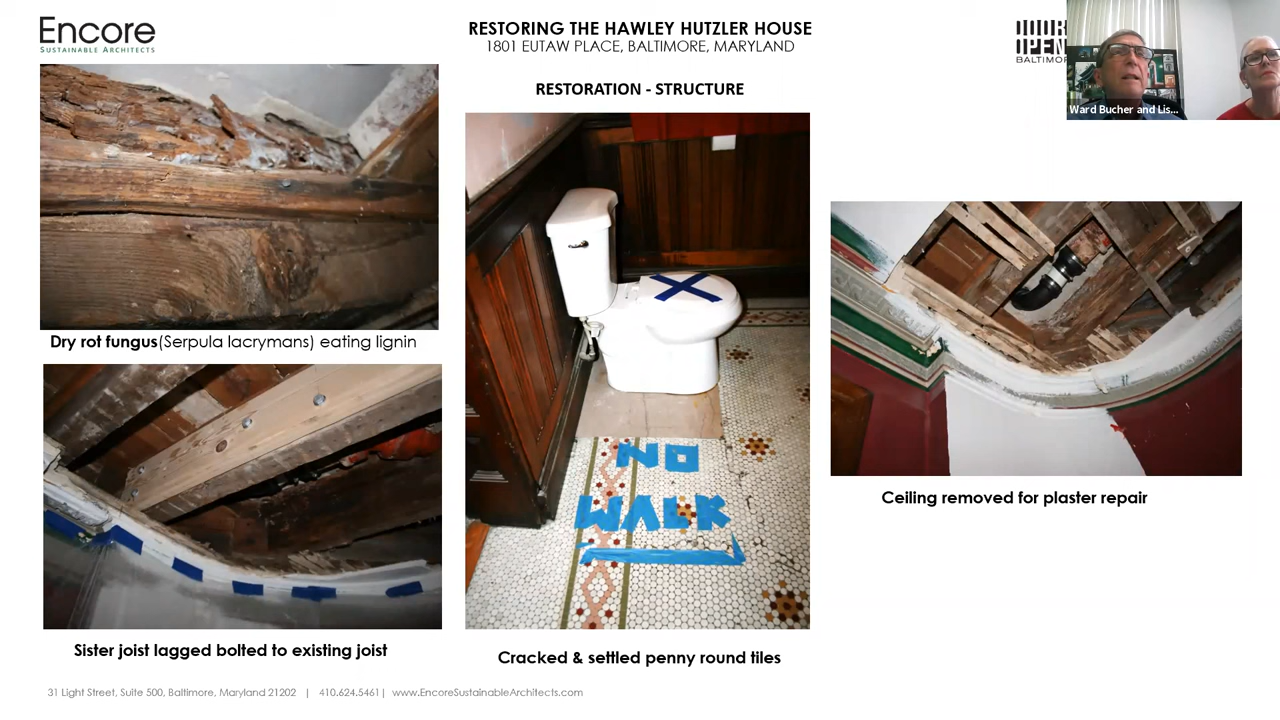 Encore
SUSTAINABLE ARCHITECTS
RESTORING THE HAWLEY HUTZLER HOUSE
1801 EUTAW PLACE, BALTIMORE, MARYLAND
OPEN
BALTIMOR
Ward Bucher and Lis...
RESTORATION - STRUCTURE
Dry rot fungus(Serpula lacrymans) eating lignin
NO
WALK
Ceiling removed for plaster repair
Sister joist lagged bolted to existing joist
Cracked & settled penny round tiles
31 Light Street, Suite 500, Baltimore, Maryland 21202 | 410.624.5461| www.EncoreSustainableArchitects.com